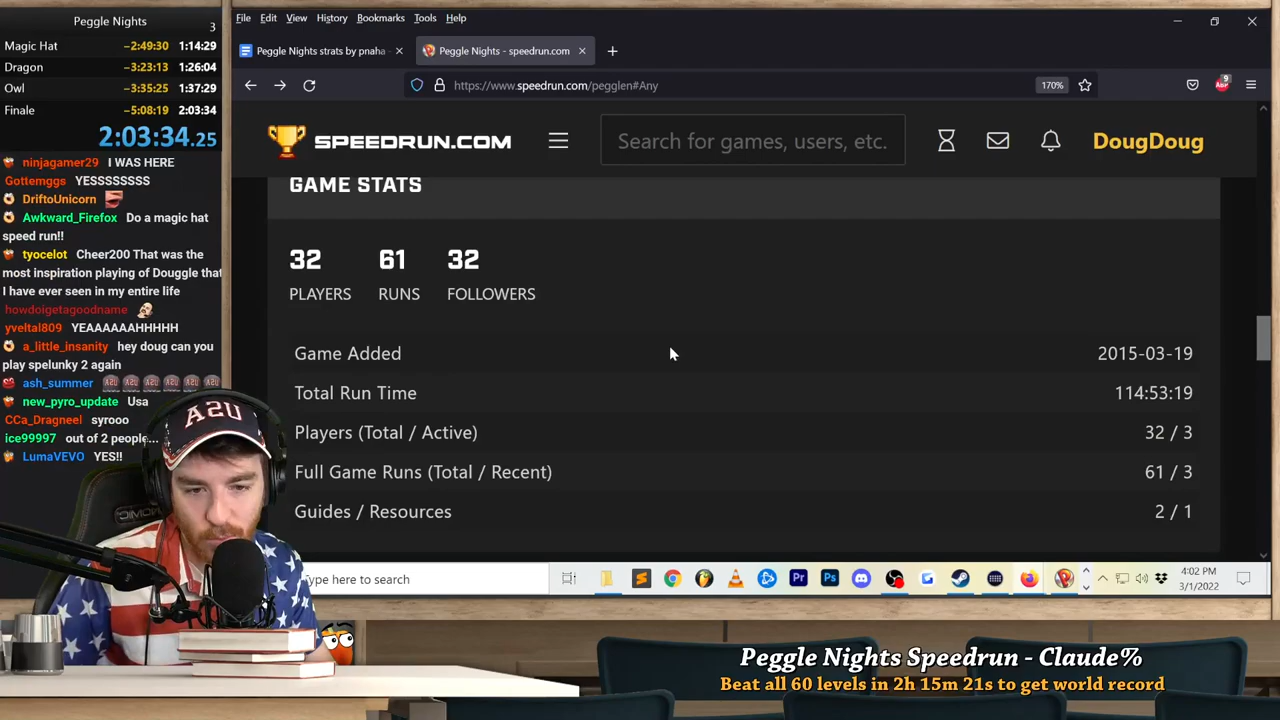 Peggle Nights
3
Magic Hat −2:49:30 1:14:29
Dragon −3:23:13 1:26:04
Owl −3:35:25 1:37:29
Finale −5:08:19 2:03:34
2:03:34.25
ninjagamer29 I WAS HERE
Gottemggs YESSSSSSS
DriftoUnicorn
Awkward_Firefox Do a magic hat
speed run!!
tyocelot Cheer200 That was the
most inspiration playing of Douggle that
I have ever seen in my entire life
howdoigetagoodname
yveltal809 YEAAAAAAHHHHH
a_little_insanity hey doug can you
play spelunky 2 again
ash_summer
new_pyro_update Usa
CCa_Dragneel syrooo
ice99997 out of 2 people...
LumaVEVO YES!!
File Edit View History Bookmarks Tools Help
Peggle Nights strats by pnaha
Peggle Nights - speedrun.com
https://www.speedrun.com/pegglen#Any
170%
9
SPEEDRUN.COM
Search for games, users, etc.
DougDoug
GAME STATS
32 61 32
PLAYERS RUNS FOLLOWERS
Game Added 2015-03-19
Total Run Time 114:53:19
Players (Total / Active) 32 / 3
Full Game Runs (Total / Recent) 61 / 3
Guides / Resources 2 / 1
Type here to search
Pr
Ps
4:02 PM
3/1/2022
A2U
Peggle Nights Speedrun - Claude%
Beat all 60 levels in 2h 15m 21s to get world record